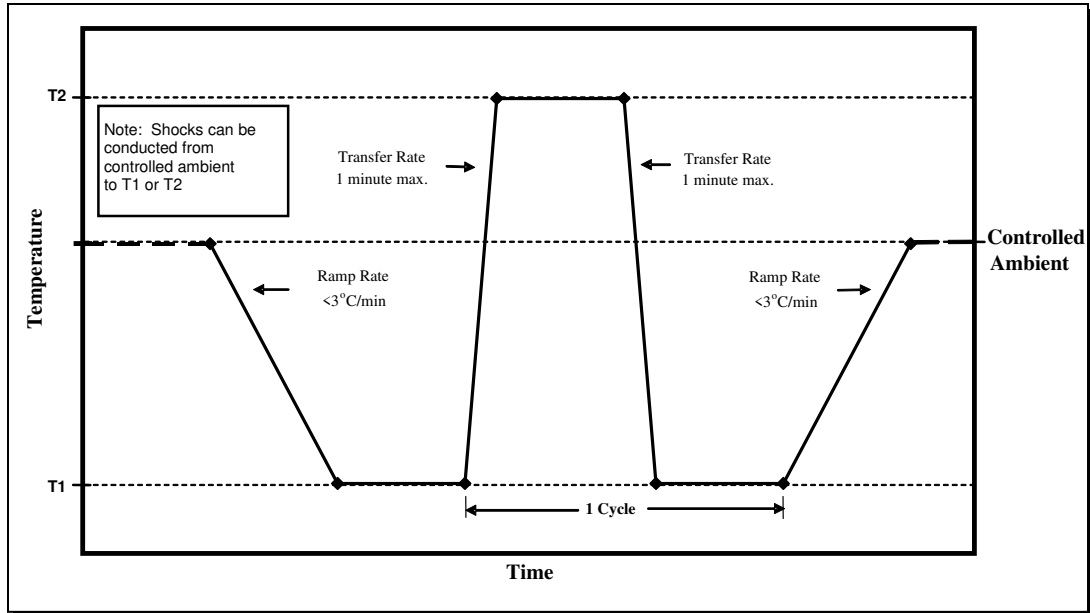 T2
Note: Shocks can be
conducted from
controlled ambient
to T1 or T2
Transfer Rate
1 minute max.
Transfer Rate
1 minute max.
Temperature
Controlled
Ambient
Ramp Rate
<3°C/min
Ramp Rate
<3°C/min
T1
1 Cycle
Time